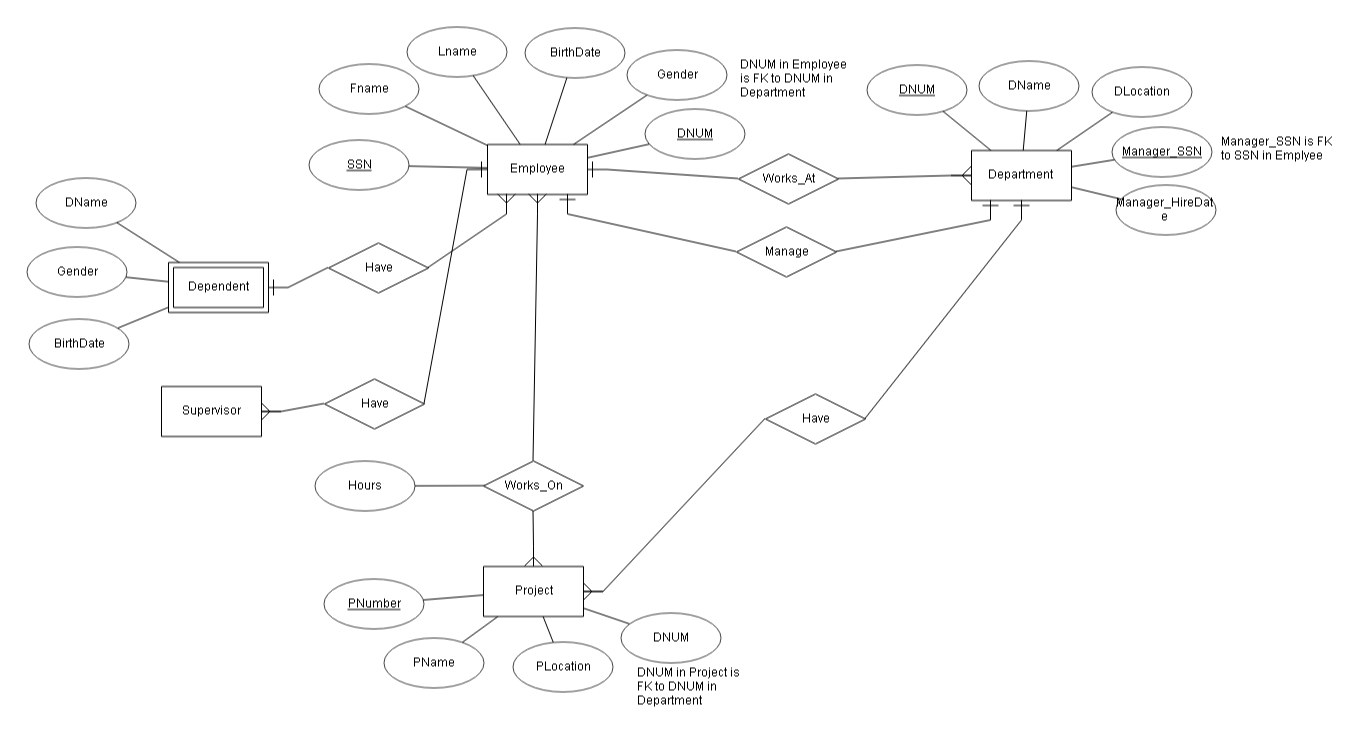 Lname
BirthDate
Fname
Gender
DNUM in Employee
is FK to DNUM in
Department
DNUM
DName
DLocation
SSN
Employee
DNUM
Works_At
Department
Manager_SSN
Manager_SSN is FK
to SSN in Emplyee
Manager_HireDat
e
DName
Gender
BirthDate
Dependent
Have
Manage
Supervisor
Have
Have
Hours
Works_On
PNumber
Project
PName
PLocation
DNUM
DNUM in Project is
FK to DNUM in
Department